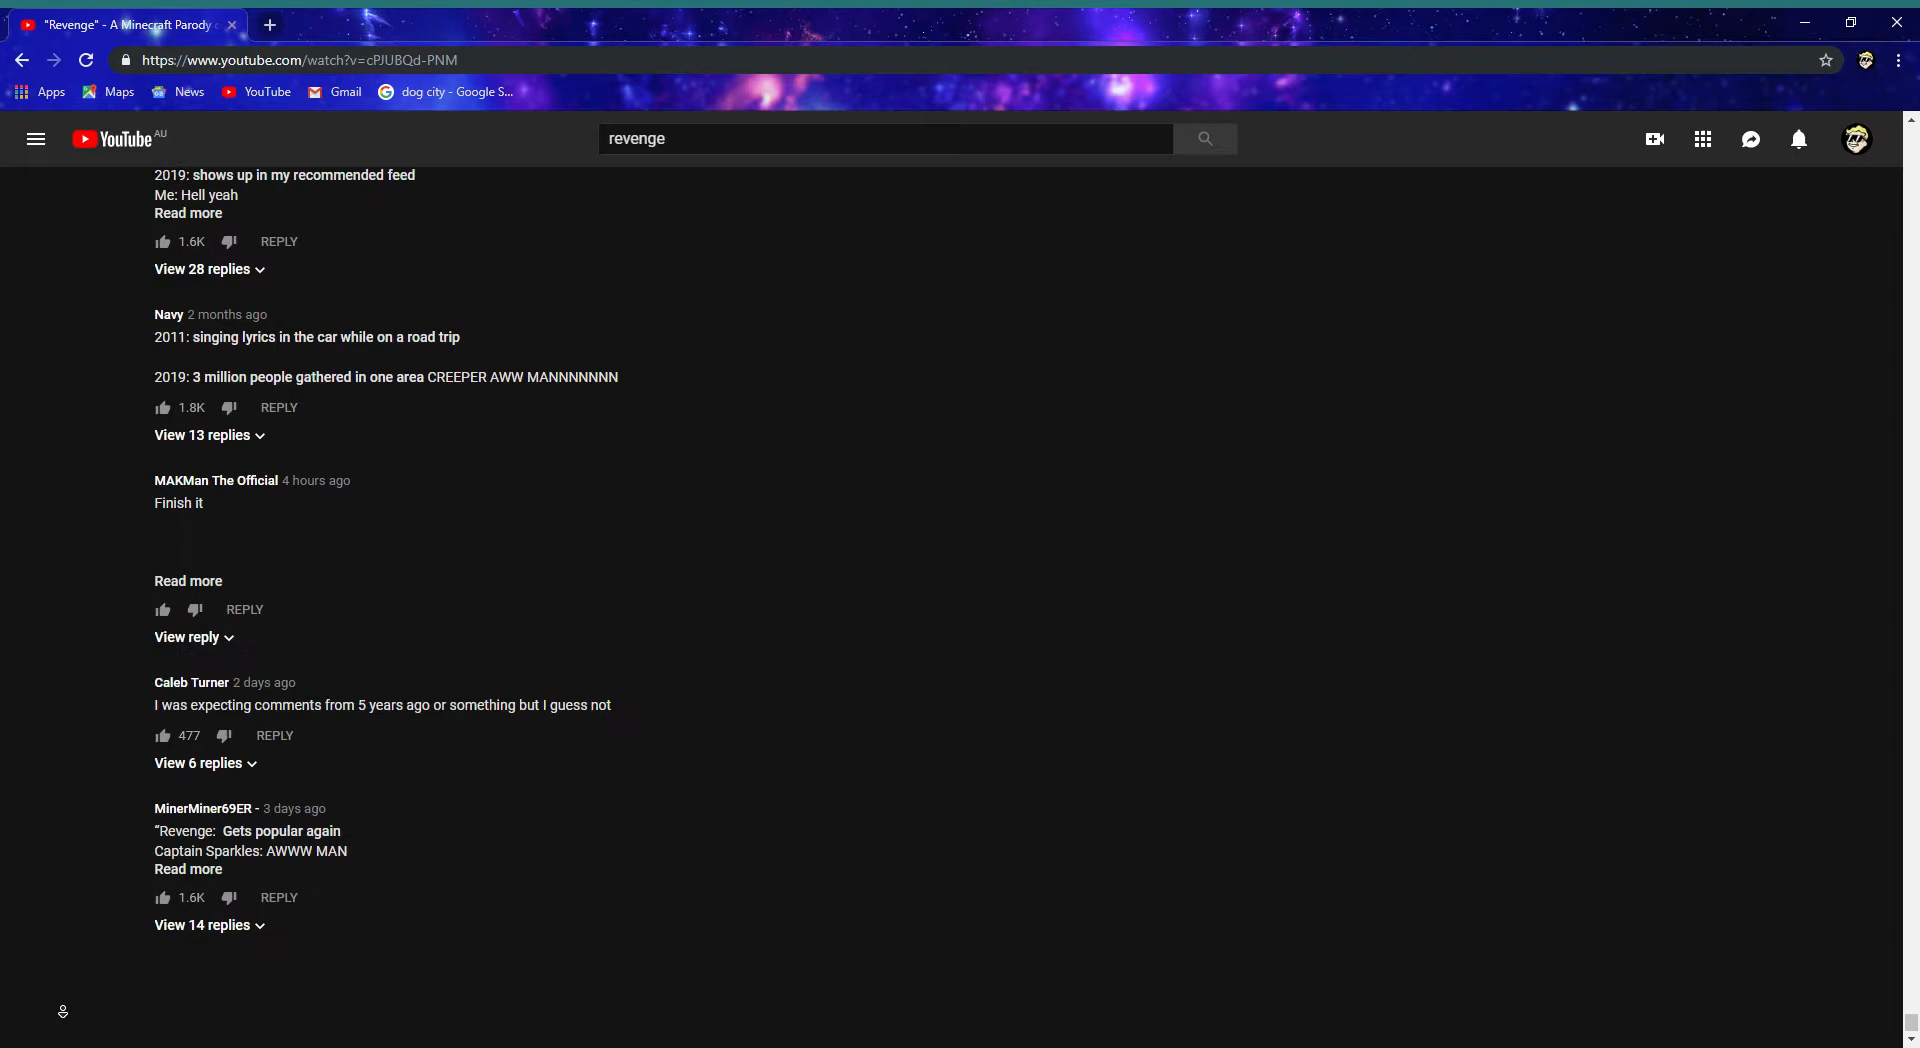 "Revenge" - A Minecraft Parody
https://www.youtube.com/watch?v=cPJUBQd-PNM
Apps Maps News YouTube Gmail dog city - Google S...
YouTube AU revenge
2019: shows up in my recommended feed
Me: Hell yeah
Read more
1.6K REPLY
View 28 replies
Navy 2 months ago
2011: singing lyrics in the car while on a road trip
2019: 3 million people gathered in one area CREEPER AWW MANNNNNNN
1.8K REPLY
View 13 replies
MAKMan The Official 4 hours ago
Finish it
Read more
REPLY
View reply
Caleb Turner 2 days ago
I was expecting comments from 5 years ago or something but I guess not
477 REPLY
View 6 replies
MinerMiner69ER - 3 days ago
“Revenge: Gets popular again
Captain Sparkles: AWWW MAN
Read more
1.6K REPLY
View 14 replies